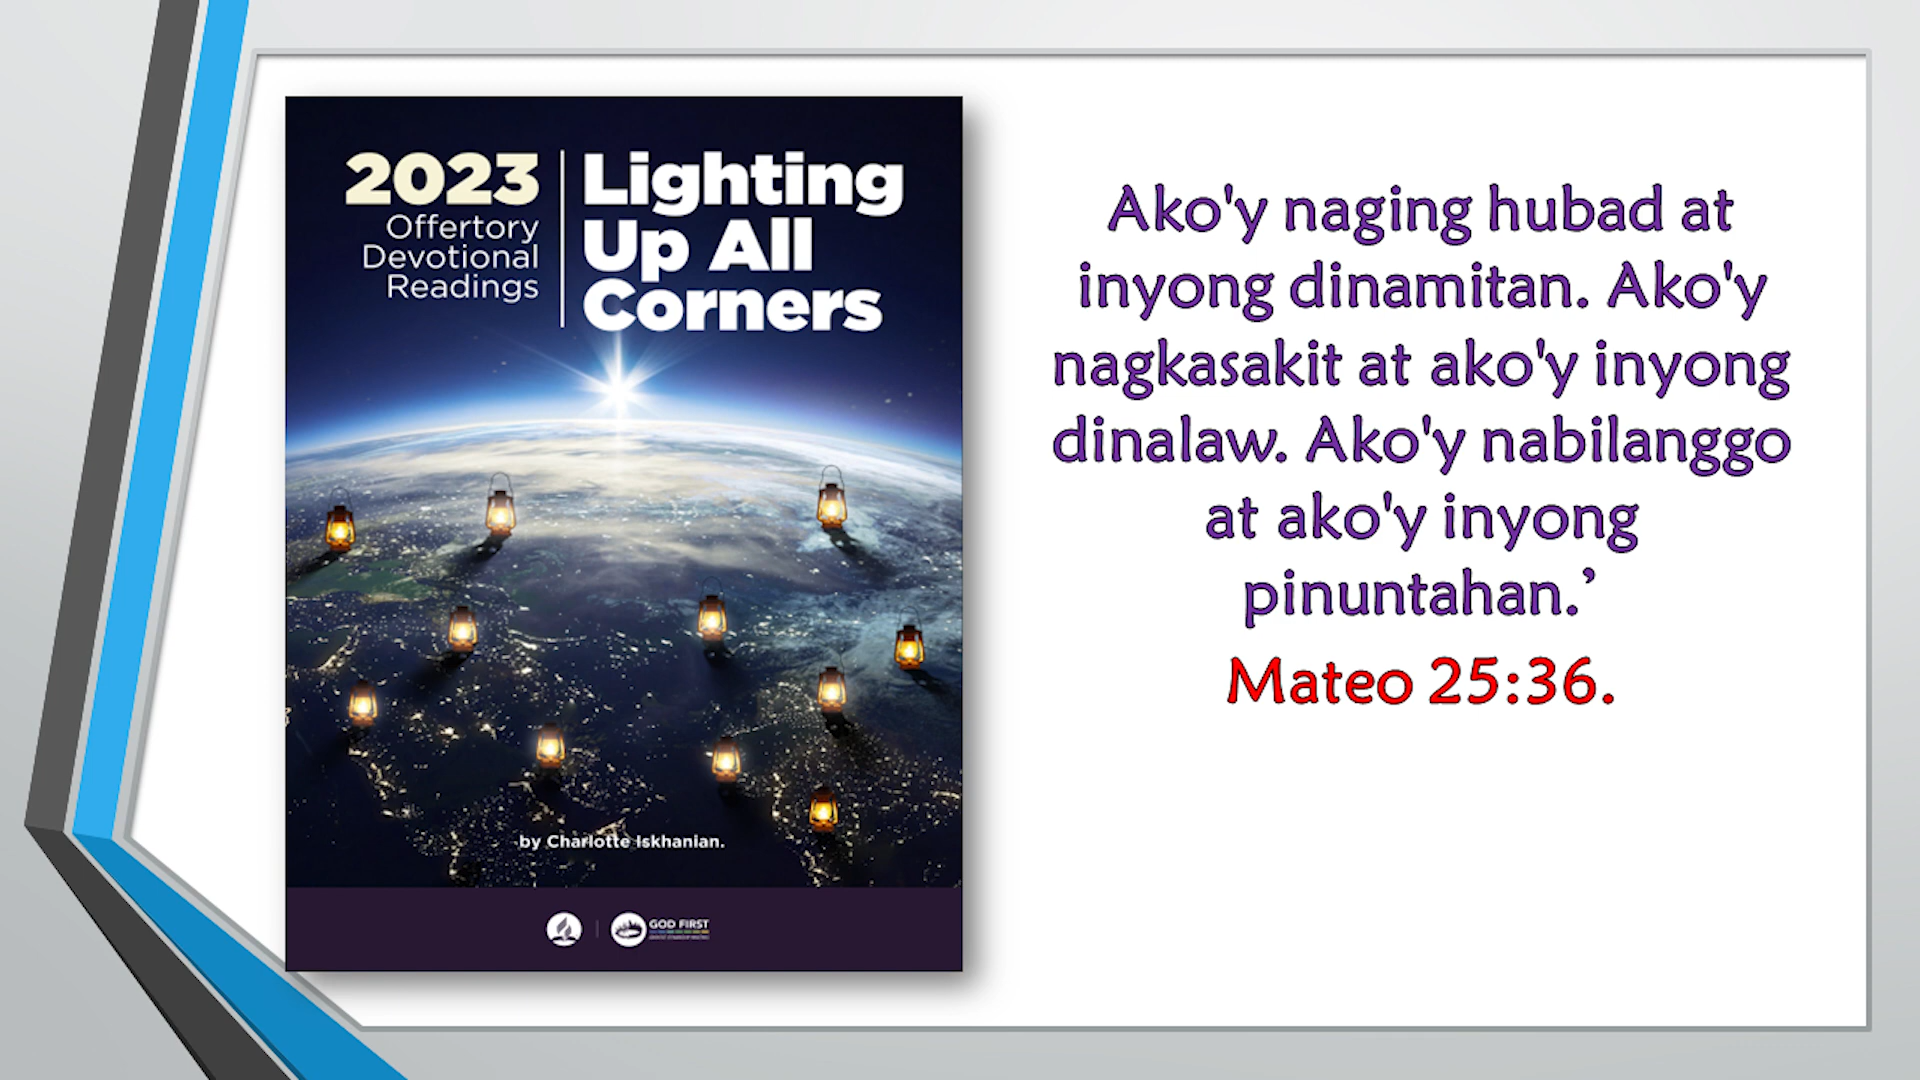 2023
Offertory
Devotional
Readings
Lighting
Up All
Corners
by Charlotte Iskhanian.
GOD FIRST
Ako'y naging hubad at
inyong dinamitan. Ako'y
nagkasakit at ako'y inyong
dinalaw. Ako'y nabilanggo
at ako'y inyong
pinuntahan.’
Mateo 25:36.